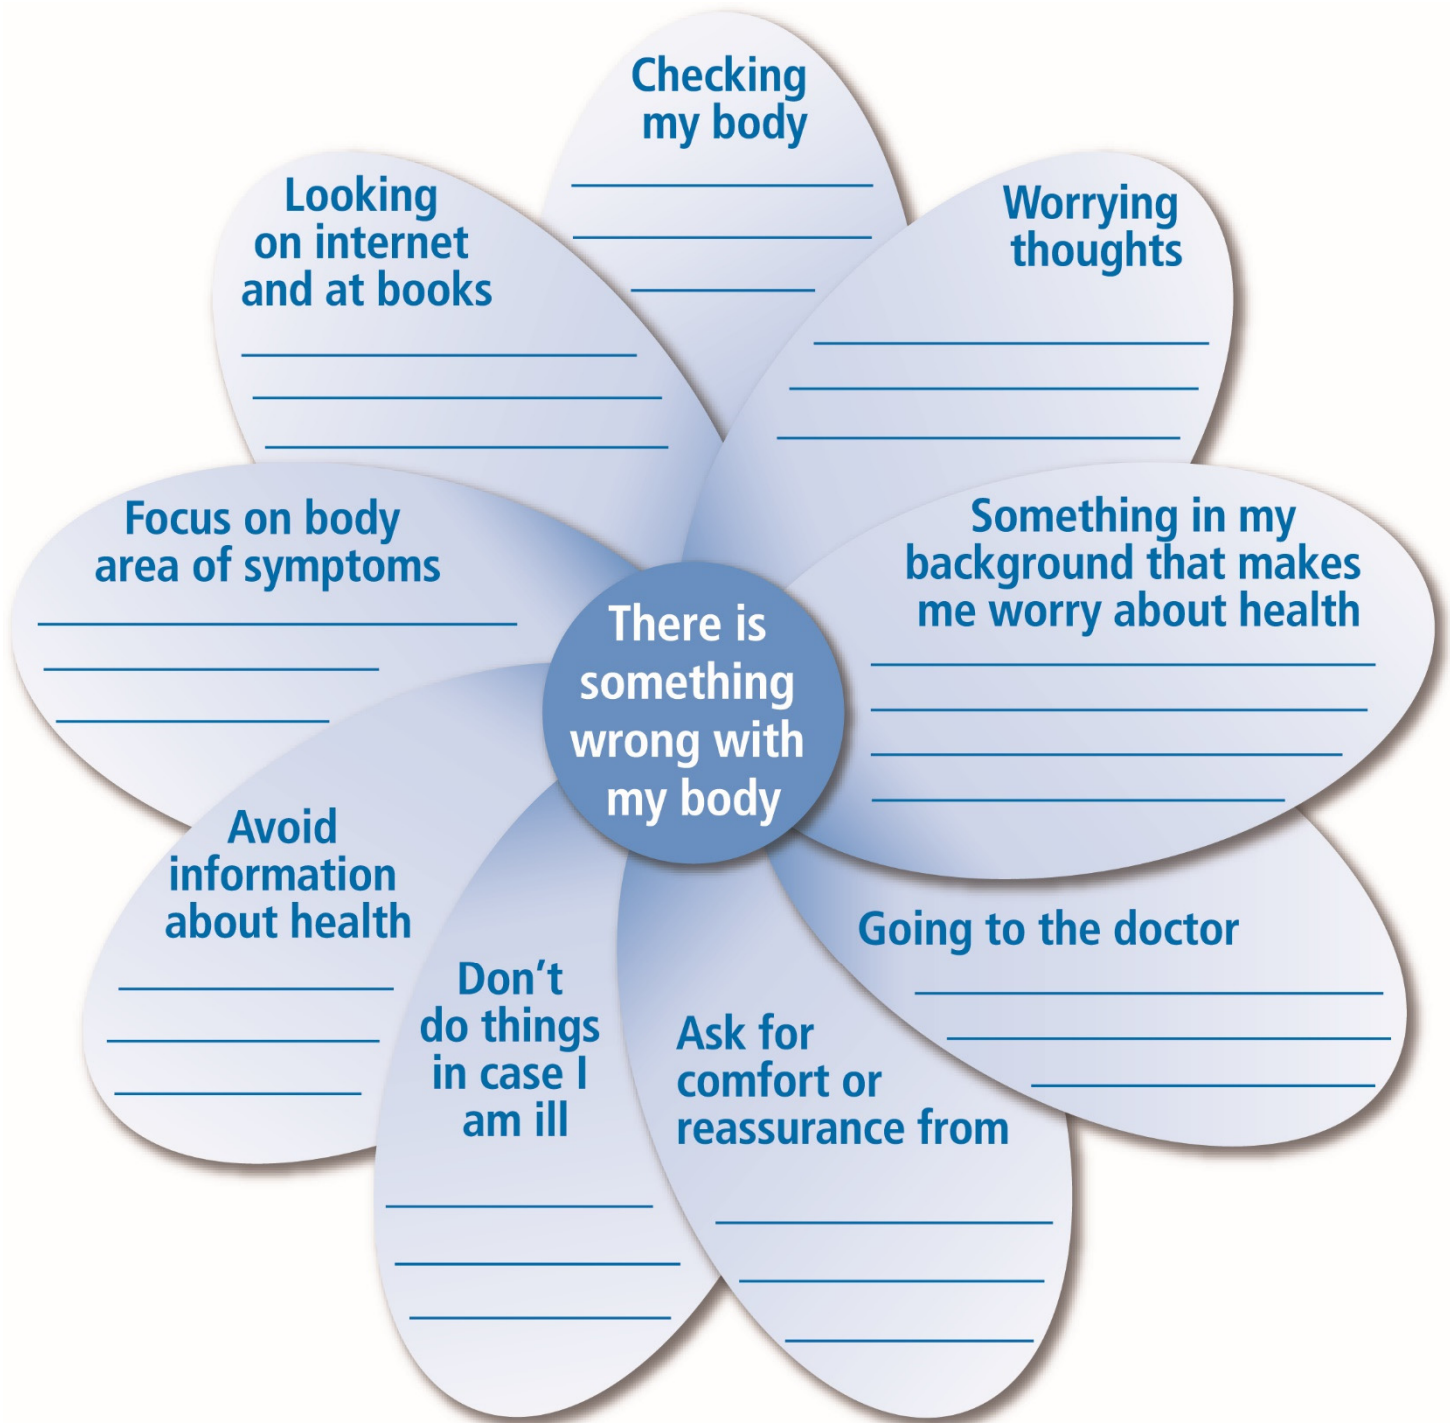 Checking
my body
Worrying
thoughts
Something in my
background that makes
me worry about health
Going to the doctor
Ask for
comfort or
reassurance from
Don’t
do things
in case I
am ill
Avoid
information
about health
Focus on body
area of symptoms
Looking
on internet
and at books
There is
something
wrong with
my body